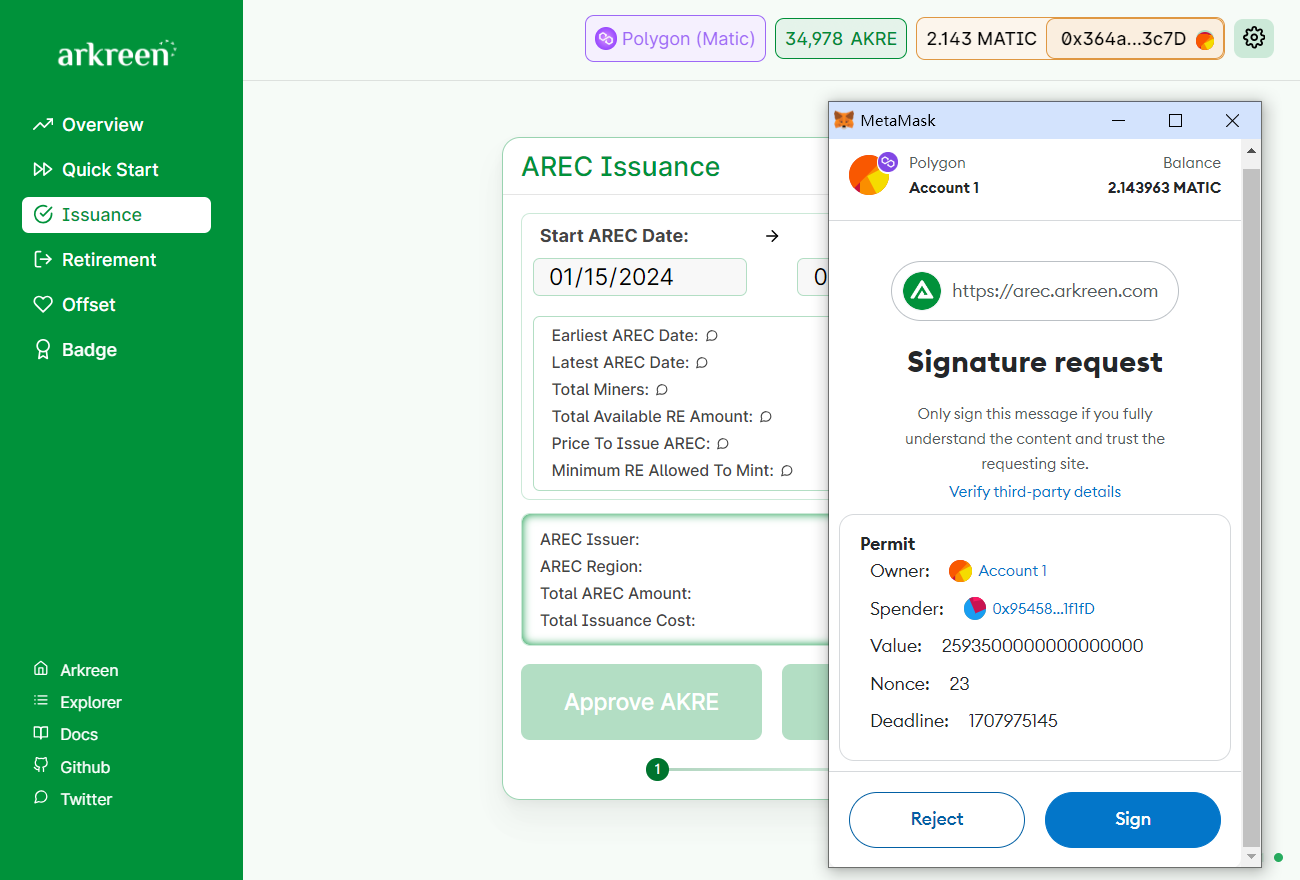 arkreen
Polygon (Matic)
34,978 AKRE
2.143 MATIC
0x364a...3c7D
Overview
Quick Start
Issuance
Retirement
Offset
Badge
Arkreen
Explorer
Docs
Github
Twitter
AREC Issuance
Start AREC Date:
01/15/2024
0
Earliest AREC Date:
Latest AREC Date:
Total Miners:
Total Available RE Amount:
Price To Issue AREC:
Minimum RE Allowed To Mint:
AREC Issuer:
AREC Region:
Total AREC Amount:
Total Issuance Cost:
Approve AKRE
1
MetaMask
Polygon
Account 1
Balance
2.143963 MATIC
https://arec.arkreen.com
Signature request
Only sign this message if you fully
understand the content and trust the
requesting site.
Verify third-party details
Permit
Owner: Account 1
Spender: 0x95458...1f1fD
Value: 2593500000000000000
Nonce: 23
Deadline: 1707975145
Reject
Sign